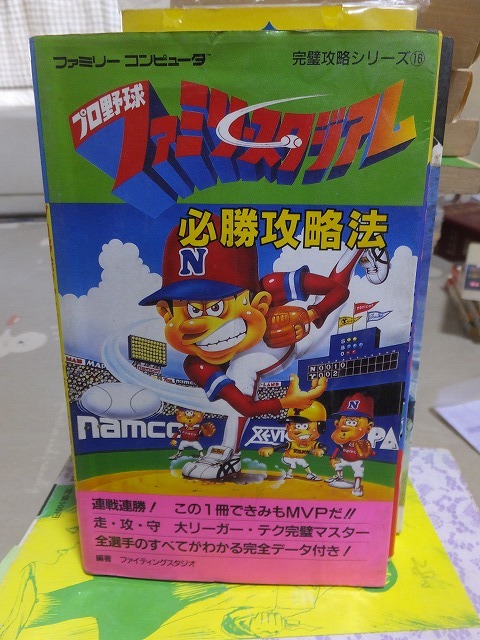 ファミリー コンピュータ™
完璧攻略シリーズ⑯
プロ野球
ファミリースタジアム
必勝攻略法
N
namco
N
連戦連勝！ この1冊できみもMVPだ!!
走・攻・守 大リーガー・テク完璧マスター
全選手のすべてがわかる完全データ付き！
編著 ファイティングスタジオ